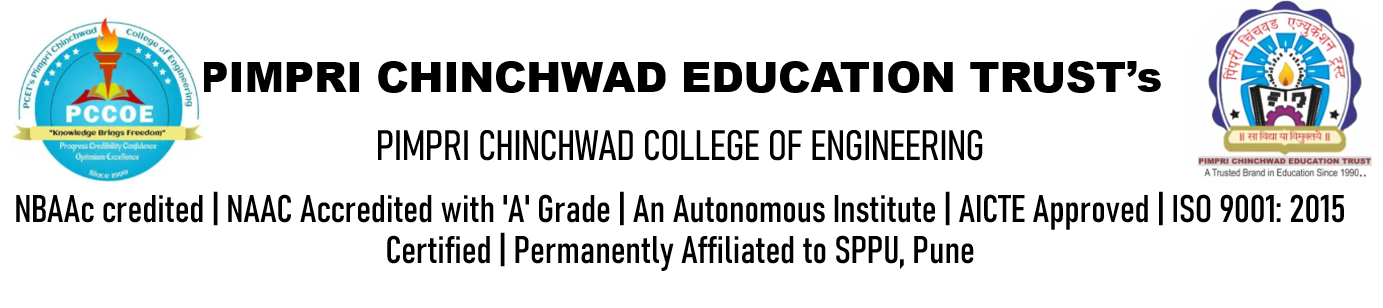 PCET's Pimpri Chinchwad College of Engineering
PCCOE
"Knowledge Brings Freedom"
Progress Credibility Confidence
Optimism Excellence
Since 1999
PIMPRI CHINCHWAD EDUCATION TRUST’s
PIMPRI CHINCHWAD COLLEGE OF ENGINEERING
पिंपरी चिंचवड एज्युकेशन ट्रस्ट
॥ सा विद्या या विमुक्तये ॥
PIMPRI CHINCHWAD EDUCATION TRUST
A Trusted Brand in Education Since 1990..
NBAAc credited | NAAC Accredited with 'A' Grade | An Autonomous Institute | AICTE Approved | ISO 9001: 2015
Certified | Permanently Affiliated to SPPU, Pune